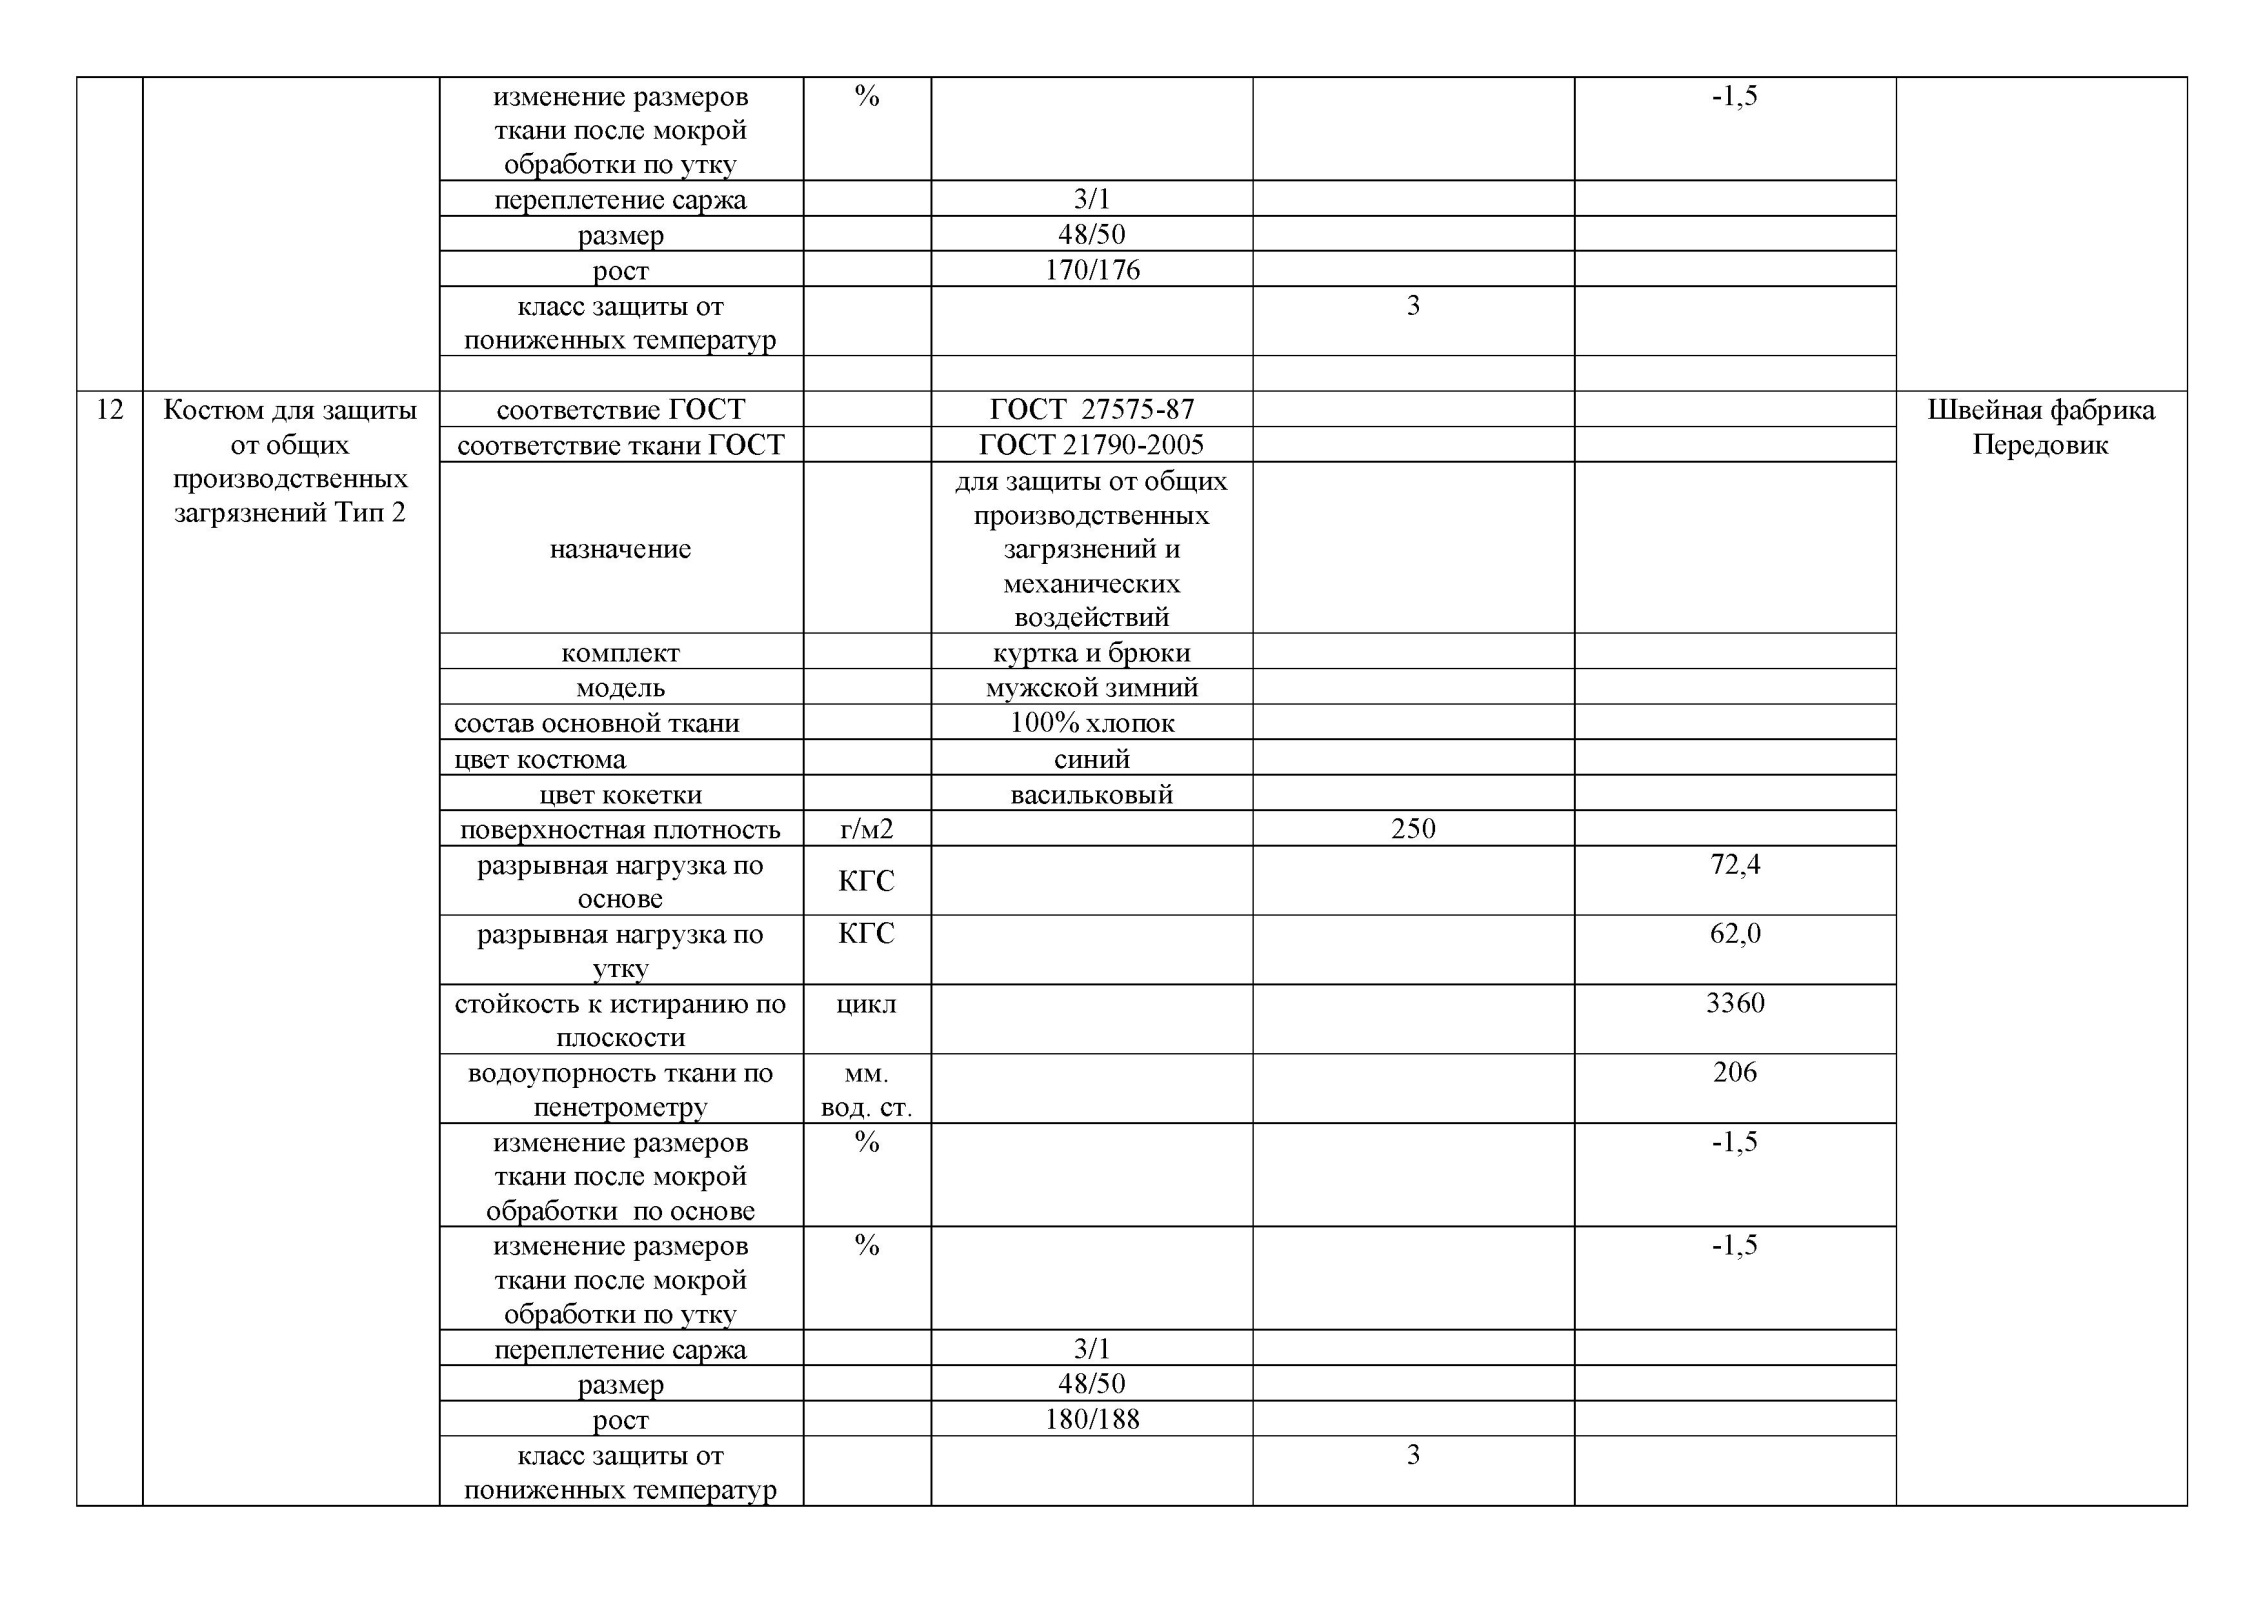 изменение размеров % -1,5
ткани после мокрой
обработки по утку
переплетение саржа 3/1
размер 48/50
рост 170/176
класс защиты от 3
пониженных температур
12 Костюм для защиты соответствие ГОСТ ГОСТ 27575-87 Швейная фабрика
от общих соответствие ткани ГОСТ ГОСТ 21790-2005 Передовик
производственных
загрязнений Тип 2
назначение
для защиты от общих
производственных
загрязнений и
механических
воздействий
комплект куртка и брюки
модель мужской зимний
состав основной ткани 100% хлопок
цвет костюма синий
цвет кокетки васильковый
поверхностная плотность г/м2 250
разрывная нагрузка по КГС 72,4
основе
разрывная нагрузка по КГС 62,0
утку
стойкость к истиранию по цикл 3360
плоскости
водоупорность ткани по мм. 206
пенетрометру вод. ст.
изменение размеров % -1,5
ткани после мокрой
обработки по основе
изменение размеров % -1,5
ткани после мокрой
обработки по утку
переплетение саржа 3/1
размер 48/50
рост 180/188
класс защиты от 3
пониженных температур